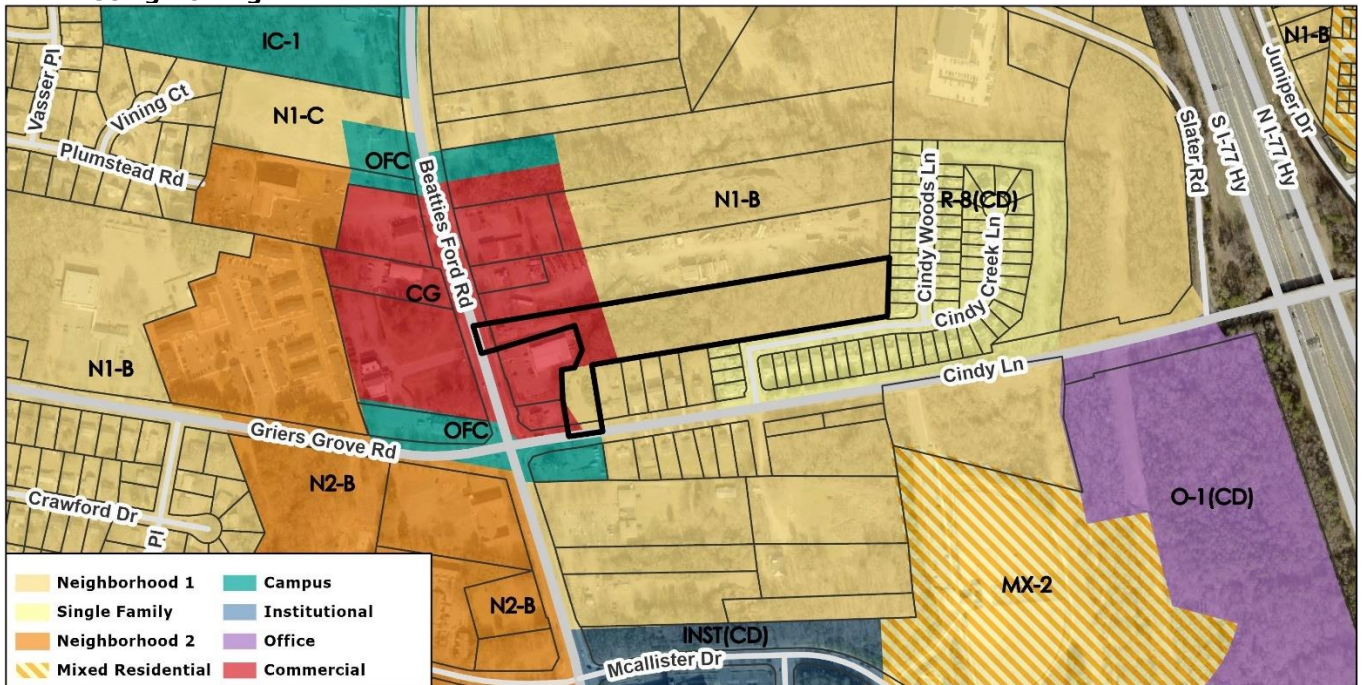 IC-1
N1-B
Vasser Pl
Vining Ct
N1-C
Plumstead Rd
OFC
Beatties Ford Rd
Juniper Dr
N I-77 Hy
S I-77 Hy
Slater Rd
N1-B
R-8(CD)
Cindy Woods Ln
Cindy Creek Ln
CG
N1-B
Cindy Ln
OFC
Griers Grove Rd
N2-B
Crawford Dr
Pl
O-1(CD)
MX-2
N2-B
INST(CD)
Mcallister Dr
Neighborhood 1
Single Family
Neighborhood 2
Mixed Residential
Campus
Institutional
Office
Commercial